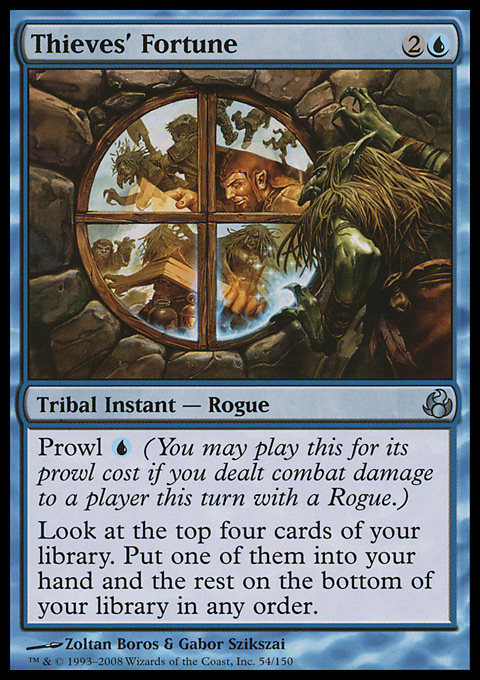 Thieves' Fortune 2
Tribal Instant — Rogue
Prowl (You may play this for its
prowl cost if you dealt combat damage
to a player this turn with a Rogue.)
Look at the top four cards of your
library. Put one of them into your
hand and the rest on the bottom of
your library in any order.
Zoltan Boros & Gabor Szikszai
™ & © 1993–2008 Wizards of the Coast, Inc. 54/150